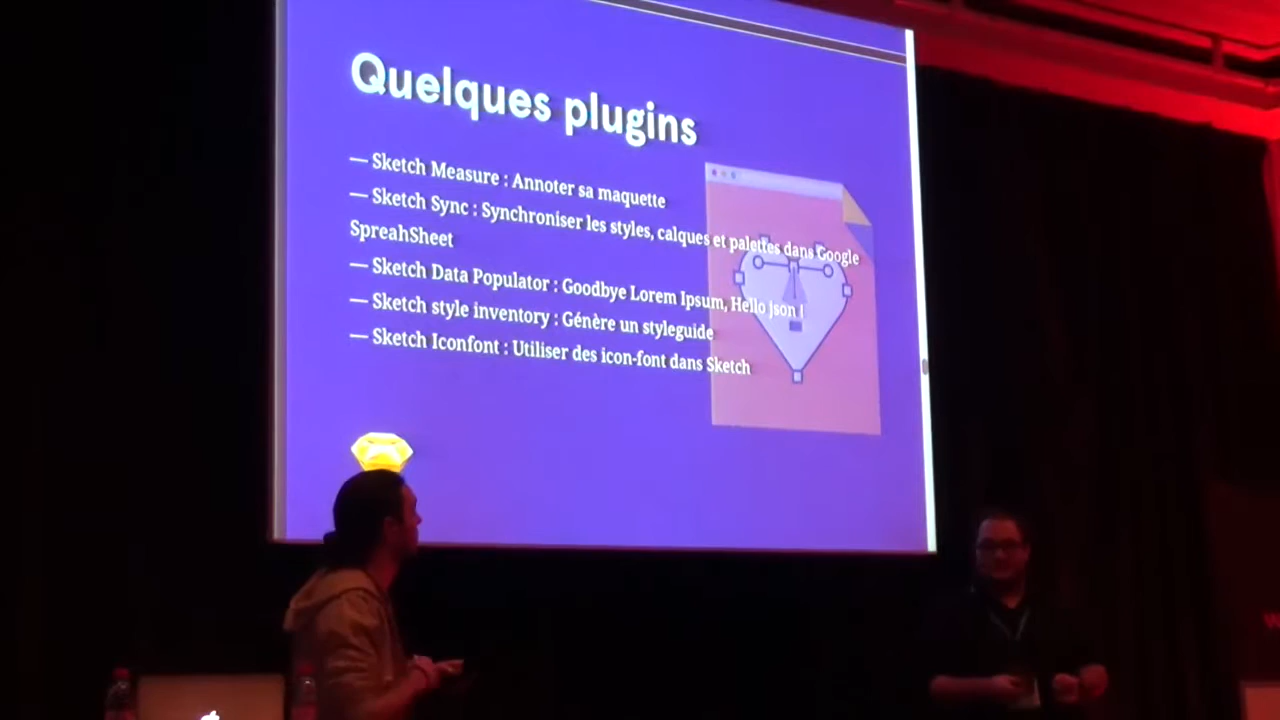 Quelques plugins
— Sketch Measure : Annoter sa maquette
— Sketch Sync : Synchroniser les styles, calques et palettes dans Google
SpreahSheet
— Sketch Data Populator : Goodbye Lorem Ipsum, Hello json !
— Sketch style inventory : Génère un styleguide
— Sketch Iconfont : Utiliser des icon-font dans Sketch